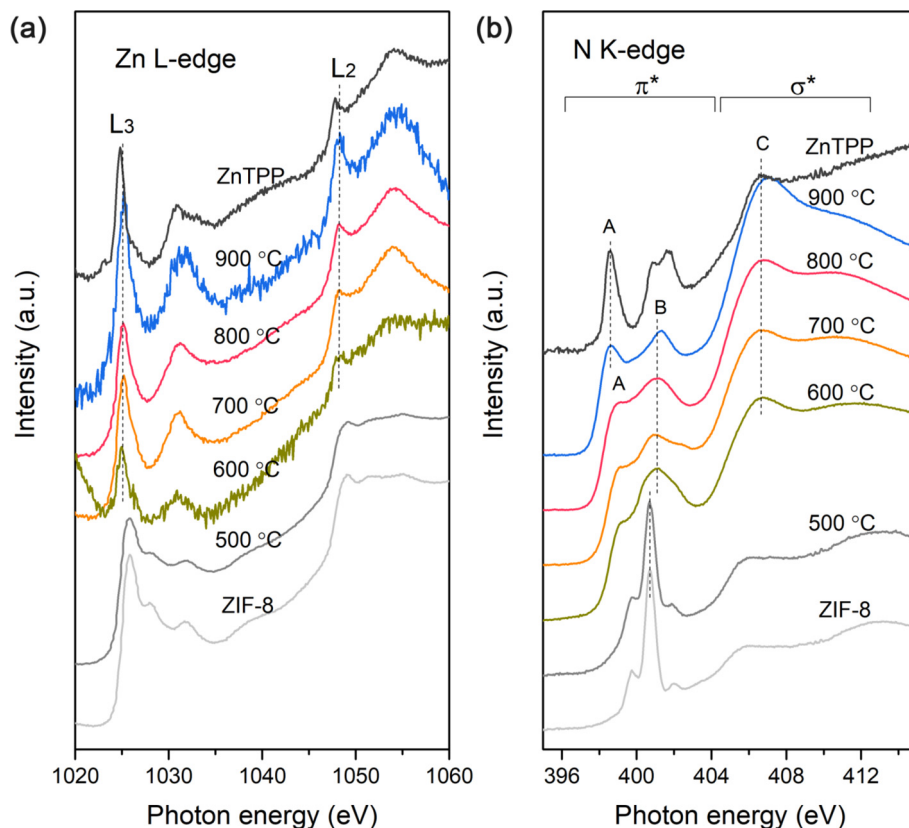 (a)
Zn L-edge
L3
L2
ZnTPP
900 °C
800 °C
700 °C
600 °C
500 °C
ZIF-8
Intensity (a.u.)
1020 1030 1040 1050 1060
Photon energy (eV)
(b)
N K-edge
π* σ*
A
B
C
A
ZnTPP
900 °C
800 °C
700 °C
600 °C
500 °C
ZIF-8
Intensity (a.u.)
396 400 404 408 412
Photon energy (eV)